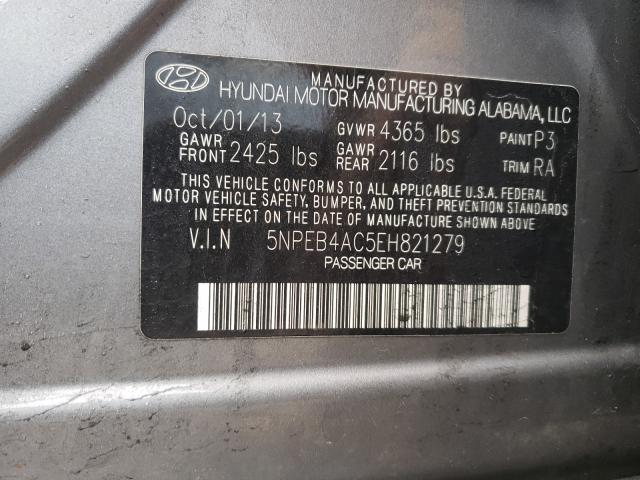 MANUFACTURED BY
HYUNDAI MOTOR MANUFACTURING ALABAMA, LLC
Oct/01/13 GVWR 4365 lbs PAINT P3
GAWR FRONT 2425 lbs GAWR REAR 2116 lbs TRIM RA
THIS VEHICLE CONFORMS TO ALL APPLICABLE U.S.A. FEDERAL
MOTOR VEHICLE SAFETY, BUMPER, AND THEFT PREVENTION STANDARDS
IN EFFECT ON THE DATE OF MANUFACTURE SHOWN ABOVE
V.I.N 5NPEB4AC5EH821279
PASSENGER CAR